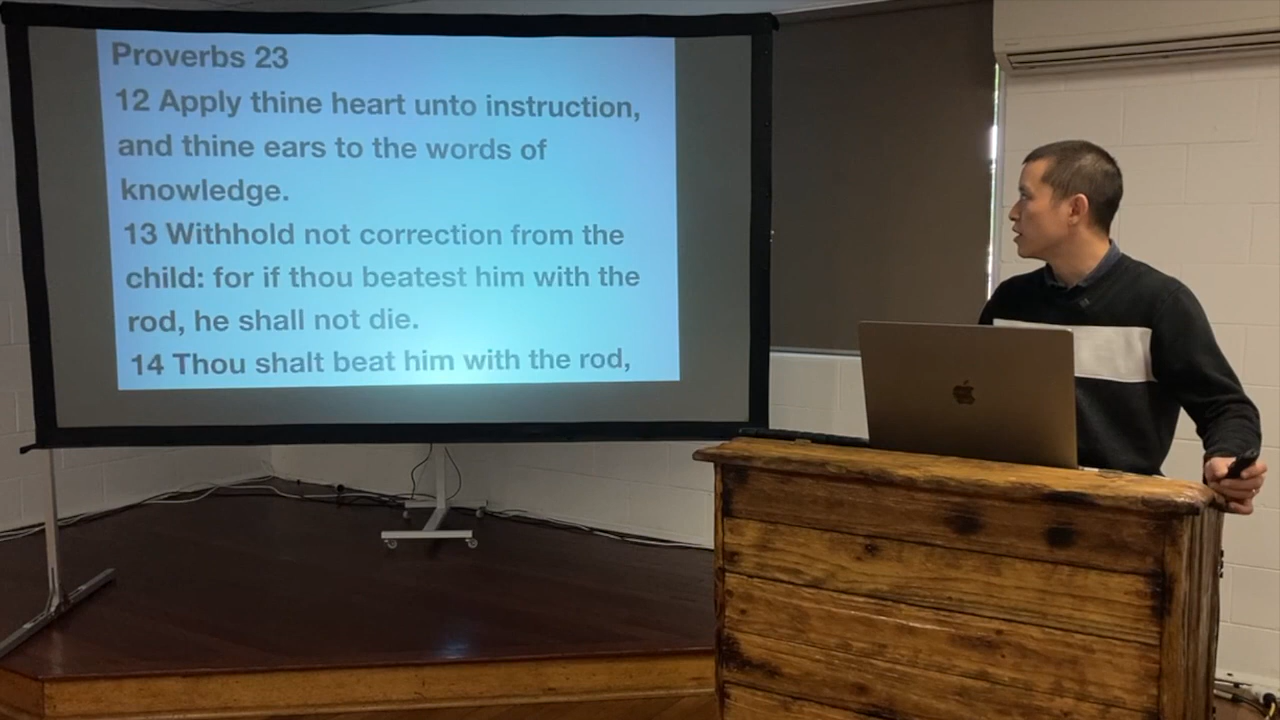 Proverbs 23
12 Apply thine heart unto instruction,
and thine ears to the words of
knowledge.
13 Withhold not correction from the
child: for if thou beatest him with the
rod, he shall not die.
14 Thou shalt beat him with the rod,